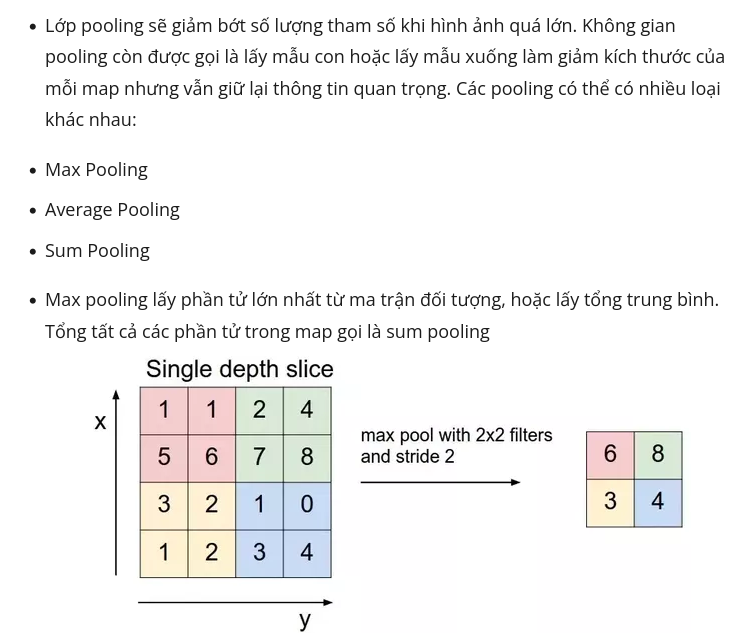 Lớp pooling sẽ giảm bớt số lượng tham số khi hình ảnh quá lớn. Không gian
pooling còn được gọi là lấy mẫu con hoặc lấy mẫu xuống làm giảm kích thước của
mỗi map nhưng vẫn giữ lại thông tin quan trọng. Các pooling có thể có nhiều loại
khác nhau:
Max Pooling
Average Pooling
Sum Pooling
Max pooling lấy phần tử lớn nhất từ ma trận đối tượng, hoặc lấy tổng trung bình.
Tổng tất cả các phần tử trong map gọi là sum pooling
Single depth slice
x
1 1 2 4
5 6 7 8
3 2 1 0
1 2 3 4
y
max pool with 2x2 filters
and stride 2
6 8
3 4